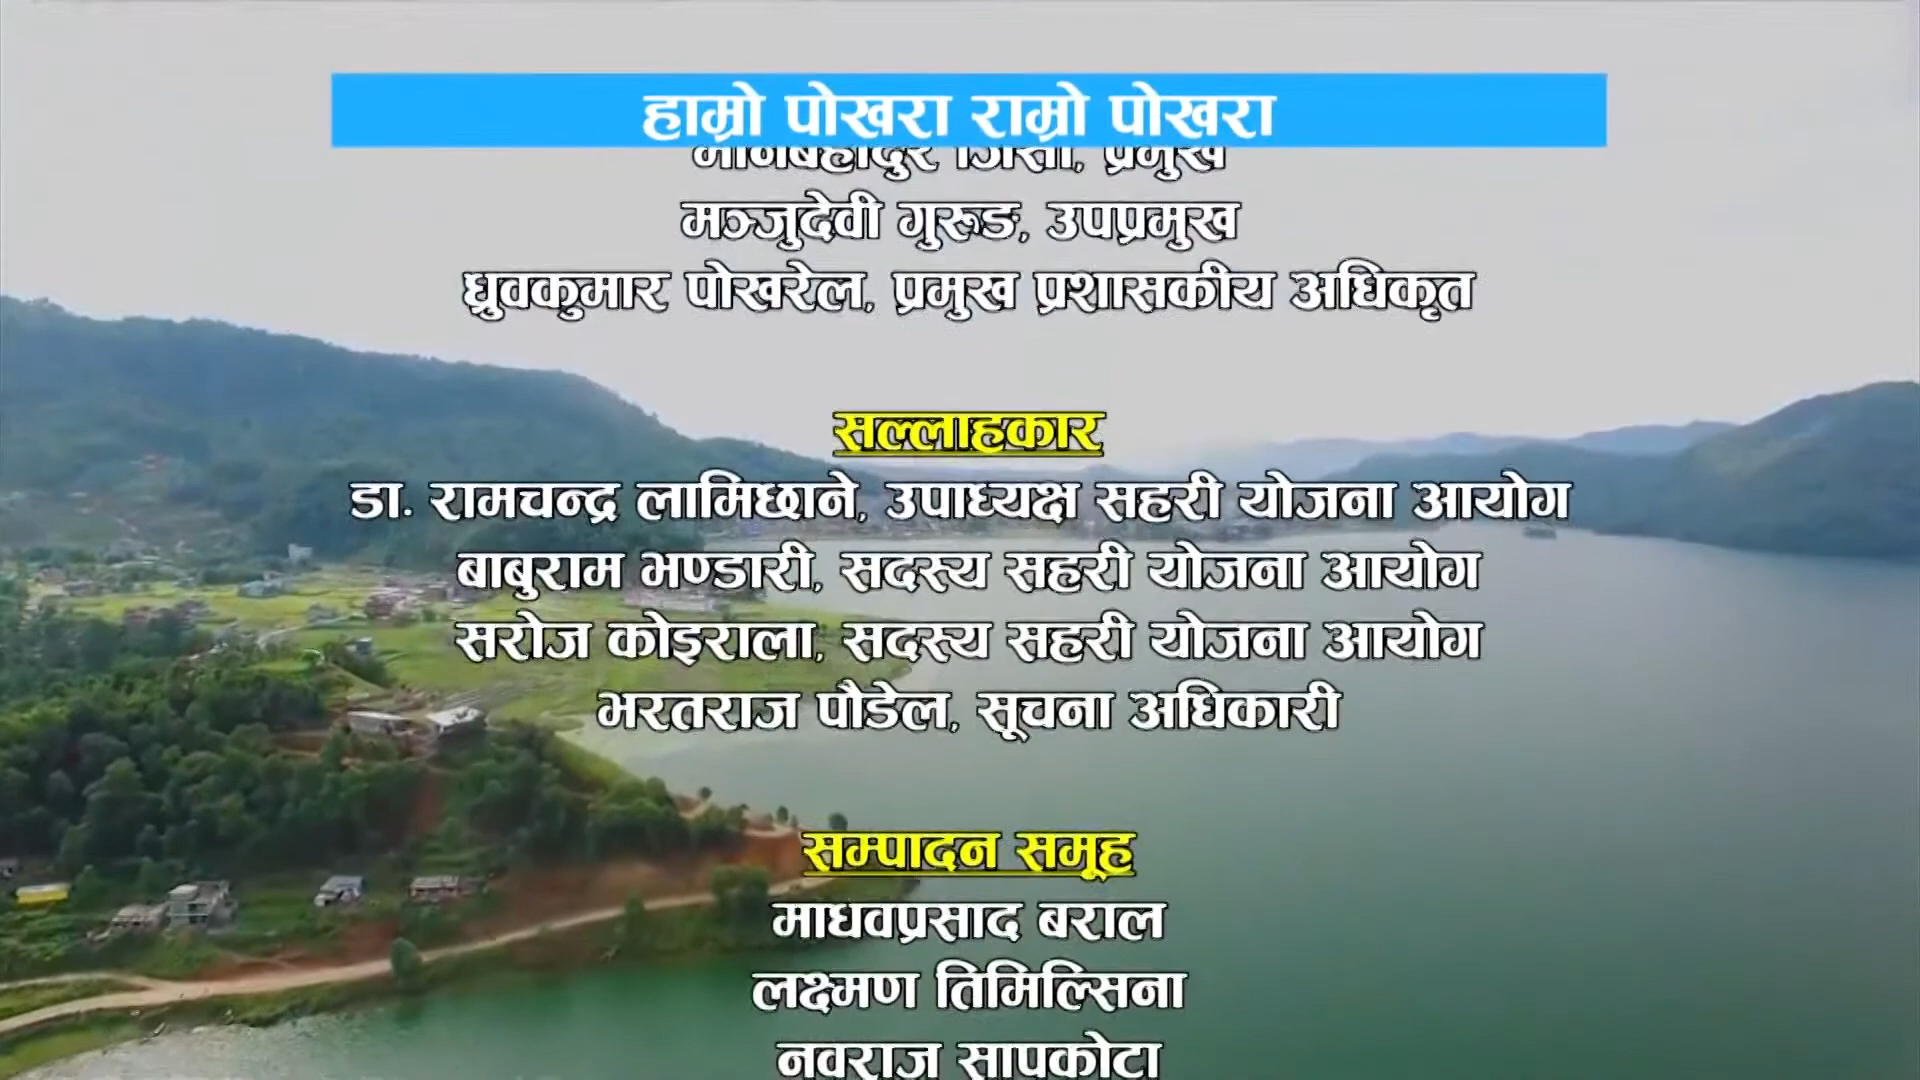 हाम्रो पोखरा राम्रो पोखरा
मानबहादुर जिसी, प्रमुख
मञ्जुदेवी गुरुङ, उपप्रमुख
ध्रुवकुमार पोखरेल, प्रमुख प्रशासकीय अधिकृत
सल्लाहकार
डा. रामचन्द्र लामिछाने, उपाध्यक्ष सहरी योजना आयोग
बाबुराम भण्डारी, सदस्य सहरी योजना आयोग
सरोज कोइराला, सदस्य सहरी योजना आयोग
भरतराज पौडेल, सूचना अधिकारी
सम्पादन समूह
माधवप्रसाद बराल
लक्ष्मण तिमिल्सिना
नवराज सापकोटा